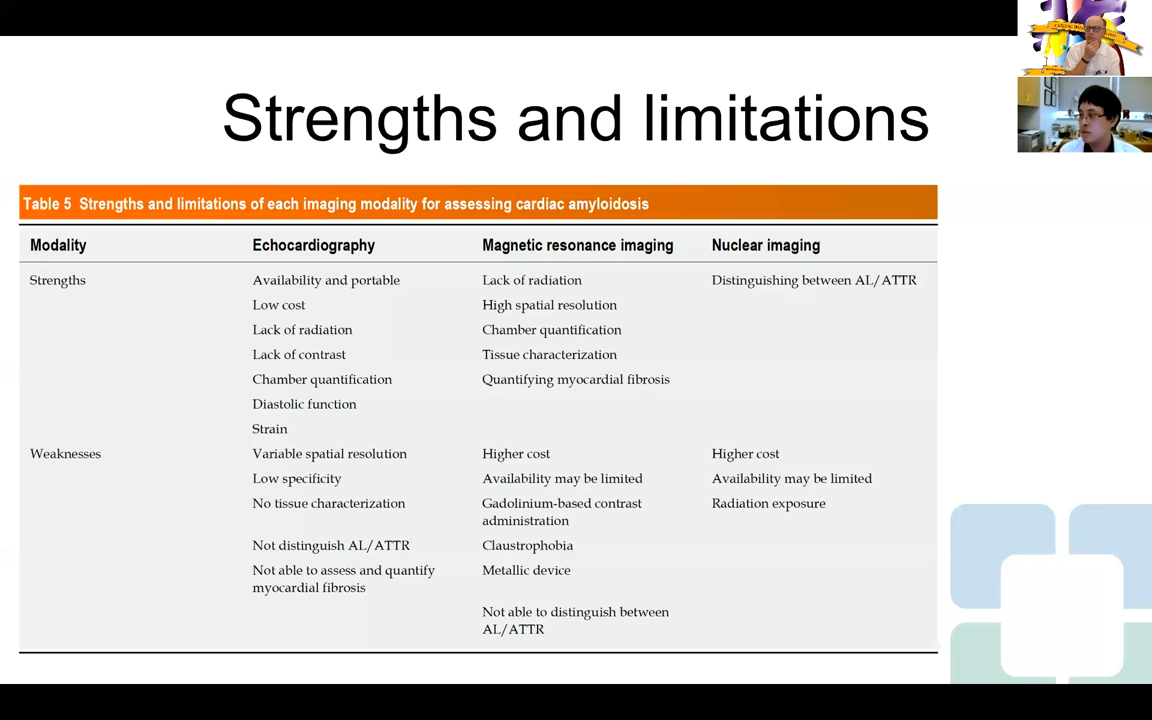 Strengths and limitations
Table 5 Strengths and limitations of each imaging modality for assessing cardiac amyloidosis
Modality Echocardiography Magnetic resonance imaging Nuclear imaging
Strengths Availability and portable Lack of radiation Distinguishing between AL/ATTR
Low cost High spatial resolution
Lack of radiation Chamber quantification
Lack of contrast Tissue characterization
Chamber quantification Quantifying myocardial fibrosis
Diastolic function
Strain
Weaknesses Variable spatial resolution Higher cost Higher cost
Low specificity Availability may be limited Availability may be limited
No tissue characterization Gadolinium-based contrast Radiation exposure
administration
Not distinguish AL/ATTR Claustrophobia
Not able to assess and quantify Metallic device
myocardial fibrosis
Not able to distinguish between
AL/ATTR